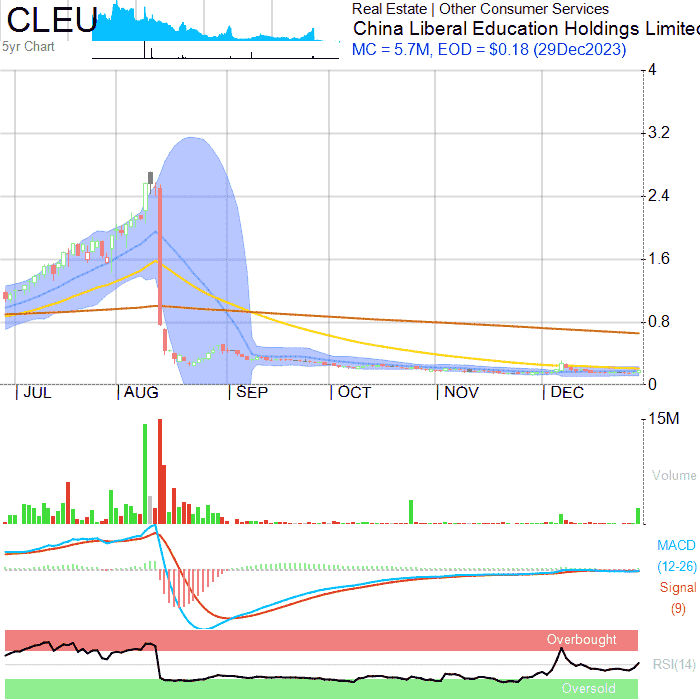 CLEU
5yr Chart
Real Estate | Other Consumer Services
China Liberal Education Holdings Limited
MC = 5.7M, EOD = $0.18 (29Dec2023)
4
3.2
2.4
1.6
0.8
0
JUL AUG SEP OCT NOV DEC
15M
Volume
MACD
(12-26)
Signal
(9)
Overbought
RSI(14)
Oversold